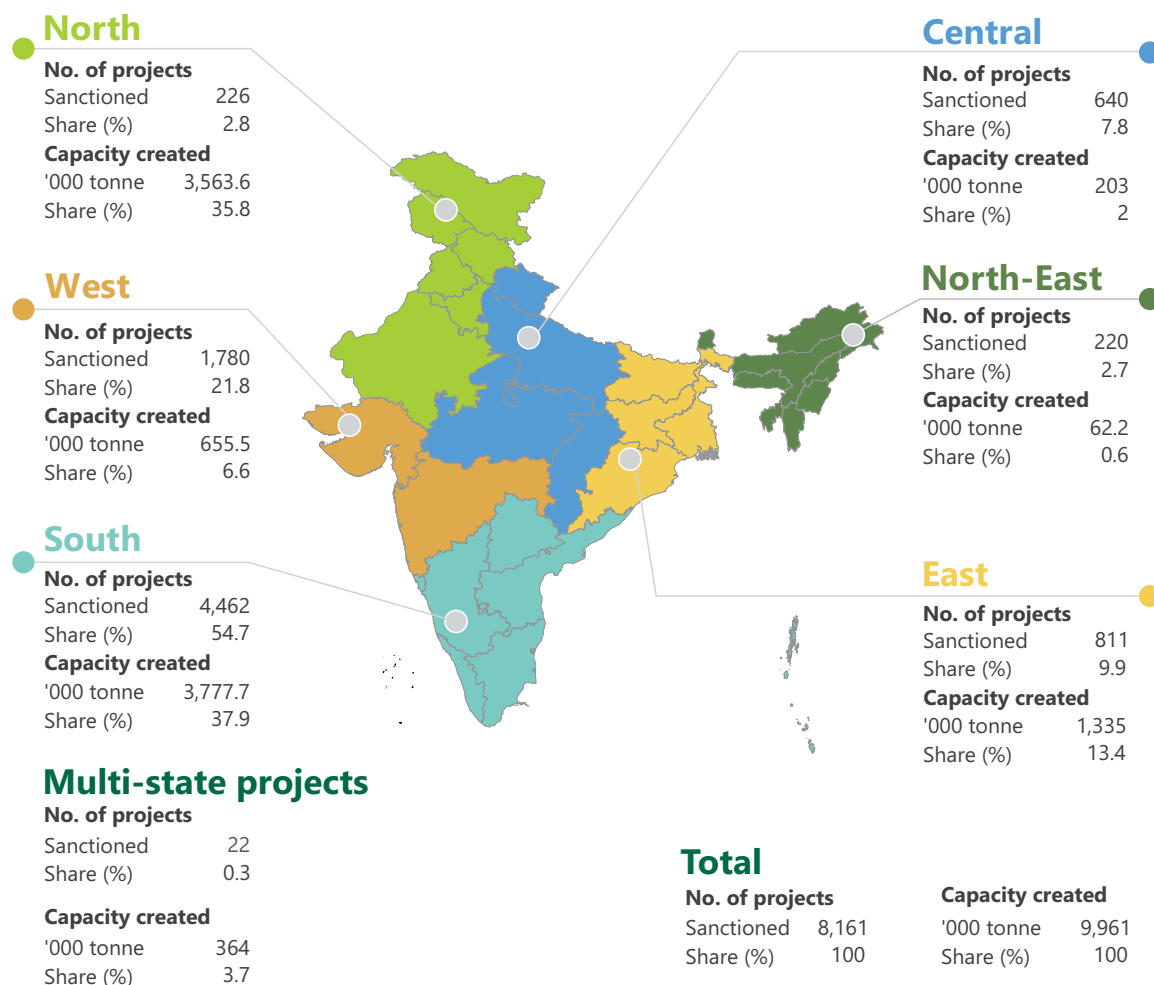 North
No. of projects
Sanctioned 226
Share (%) 2.8
Capacity created
'000 tonne 3,563.6
Share (%) 35.8
West
No. of projects
Sanctioned 1,780
Share (%) 21.8
Capacity created
'000 tonne 655.5
Share (%) 6.6
South
No. of projects
Sanctioned 4,462
Share (%) 54.7
Capacity created
'000 tonne 3,777.7
Share (%) 37.9
Multi-state projects
No. of projects
Sanctioned 22
Share (%) 0.3
Capacity created
'000 tonne 364
Share (%) 3.7
Central
No. of projects
Sanctioned 640
Share (%) 7.8
Capacity created
'000 tonne 203
Share (%) 2
North-East
No. of projects
Sanctioned 220
Share (%) 2.7
Capacity created
'000 tonne 62.2
Share (%) 0.6
East
No. of projects
Sanctioned 811
Share (%) 9.9
Capacity created
'000 tonne 1,335
Share (%) 13.4
Total
No. of projects
Sanctioned 8,161
Share (%) 100
Capacity created
'000 tonne 9,961
Share (%) 100